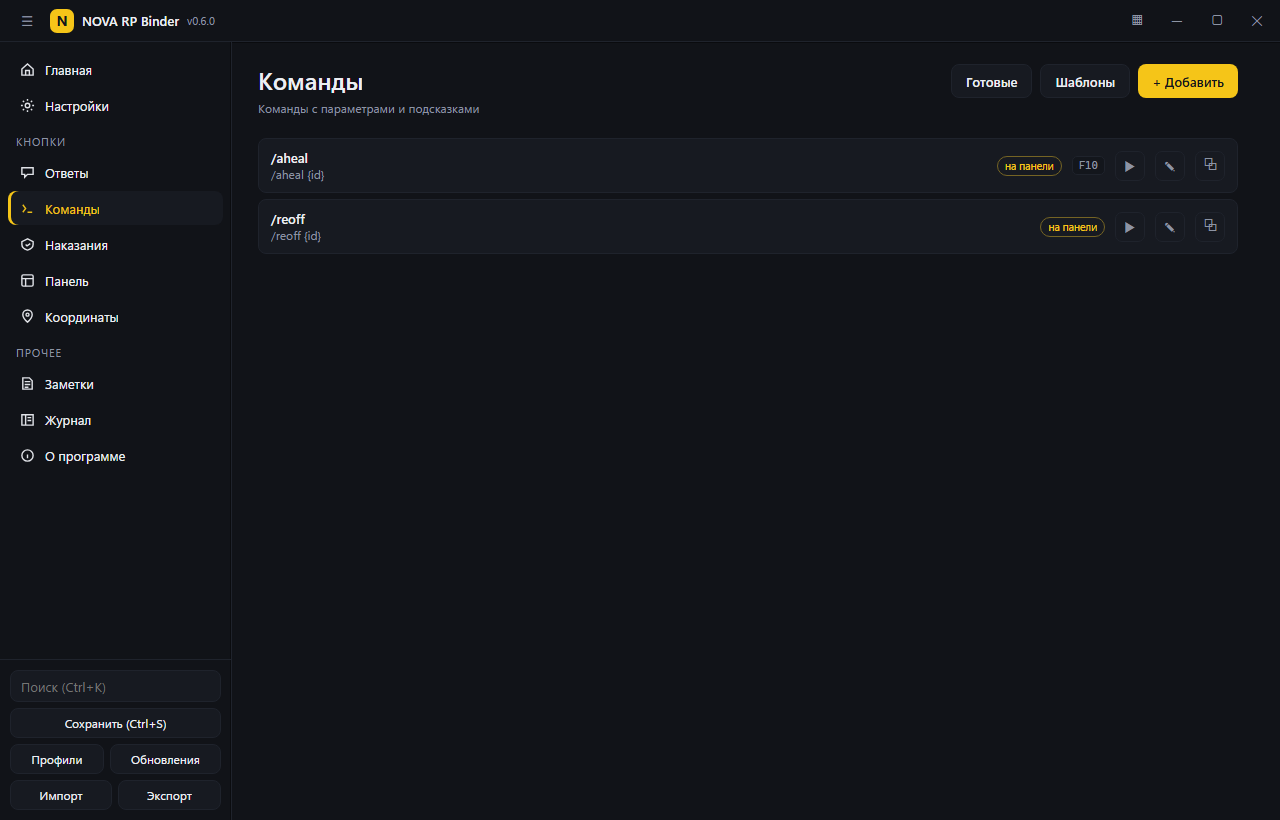 N NOVA RP Binder v0.6.0
Главная
Настройки
КНОПКИ
Ответы
Команды
Наказания
Панель
Координаты
ПРОЧЕЕ
Заметки
Журнал
О программе
Поиск (Ctrl+K)
Сохранить (Ctrl+S)
Профили Обновления
Импорт Экспорт
Команды
Команды с параметрами и подсказками
Готовые Шаблоны + Добавить
/aheal
/aheal {id}
на панели F10
/reoff
/reoff {id}
на панели